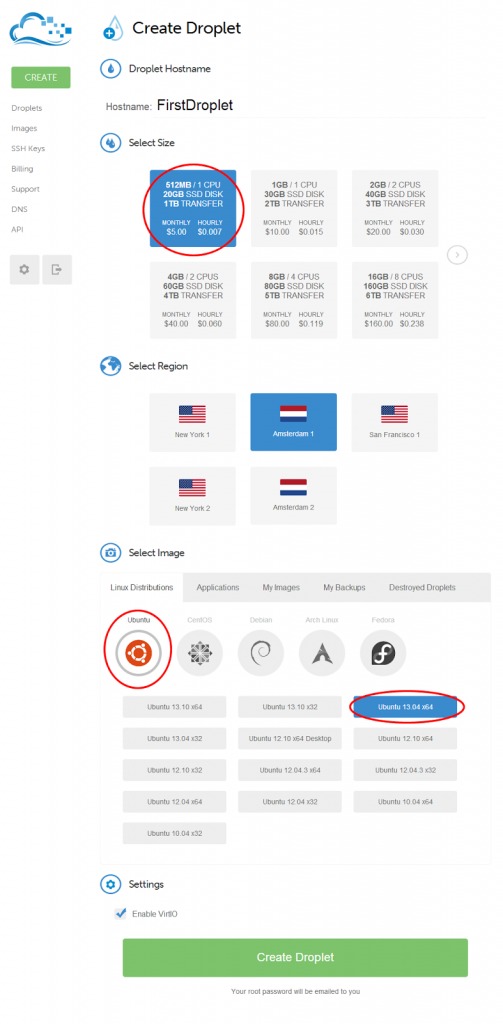 Create Droplet
CREATE
Droplets
Images
SSH Keys
Billing
Support
DNS
API
Droplet Hostname
Hostname: FirstDroplet
Select Size
512MB / 1 CPU
20GB SSD DISK
1TB TRANSFER
MONTHLY HOURLY
$5.00 $0.007
1GB / 1 CPU
30GB SSD DISK
2TB TRANSFER
MONTHLY HOURLY
$10.00 $0.015
2GB / 2 CPUS
40GB SSD DISK
3TB TRANSFER
MONTHLY HOURLY
$20.00 $0.030
4GB / 2 CPUS
60GB SSD DISK
4TB TRANSFER
MONTHLY HOURLY
$40.00 $0.060
8GB / 4 CPUS
80GB SSD DISK
5TB TRANSFER
MONTHLY HOURLY
$80.00 $0.119
16GB / 8 CPUS
160GB SSD DISK
6TB TRANSFER
MONTHLY HOURLY
$160.00 $0.238
Select Region
New York 1
Amsterdam 1
San Francisco 1
New York 2
Amsterdam 2
Select Image
Linux Distributions Applications My Images My Backups Destroyed Droplets
Ubuntu CentOS Debian Arch Linux Fedora
Ubuntu 13.10 x64 Ubuntu 13.10 x32 Ubuntu 13.04 x64
Ubuntu 13.04 x32 Ubuntu 12.10 x64 Desktop Ubuntu 12.10 x64
Ubuntu 12.10 x32 Ubuntu 12.04.3 x64 Ubuntu 12.04.3 x32
Ubuntu 12.04 x64 Ubuntu 12.04 x32 Ubuntu 10.04 x64
Ubuntu 10.04 x32
Settings
Enable VirtIO
Create Droplet
Your root password will be emailed to you